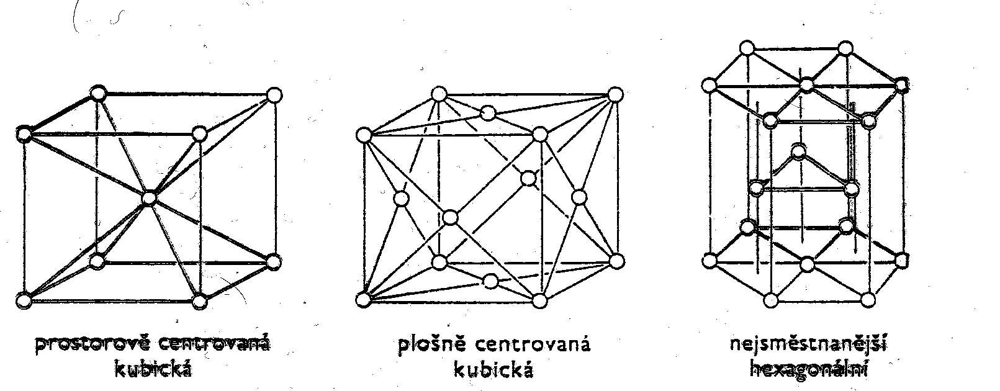 prostorově centrovaná
kubická
plošně centrovaná
kubická
nejsměstnanější
hexagonální